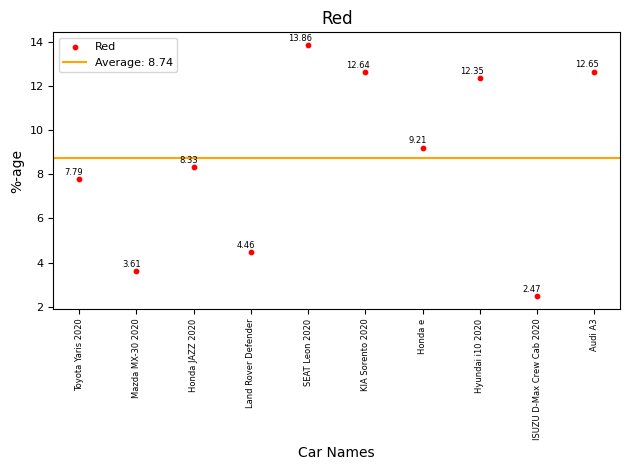 Red
14
12
10
8
6
4
2
%-age
Red
Average: 8.74
7.79
3.61
8.33
4.46
13.86
12.64
9.21
12.35
2.47
12.65
Toyota Yaris 2020
Mazda MX-30 2020
Honda JAZZ 2020
Land Rover Defender
SEAT Leon 2020
KIA Sorento 2020
Honda e
Hyundai i10 2020
ISUZU D-Max Crew Cab 2020
Audi A3
Car Names